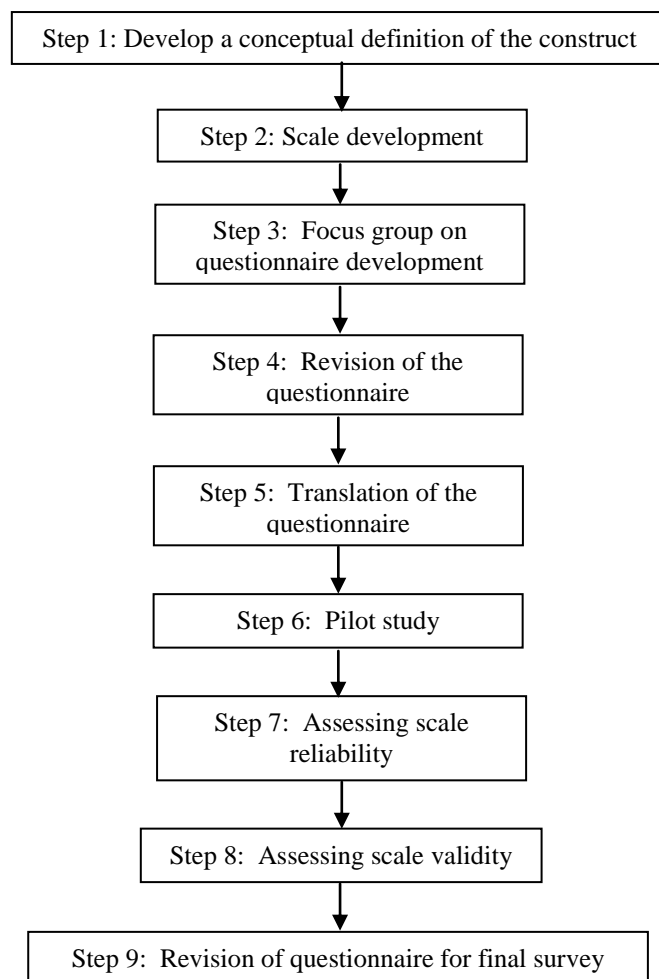 Step 1: Develop a conceptual definition of the construct
Step 2: Scale development
Step 3:  Focus group on
questionnaire development
Step 4:  Revision of the
questionnaire
Step 5:  Translation of the
questionnaire
Step 6:  Pilot study
Step 7:  Assessing scale
reliability
Step 8:  Assessing scale validity
Step 9:  Revision of questionnaire for final survey